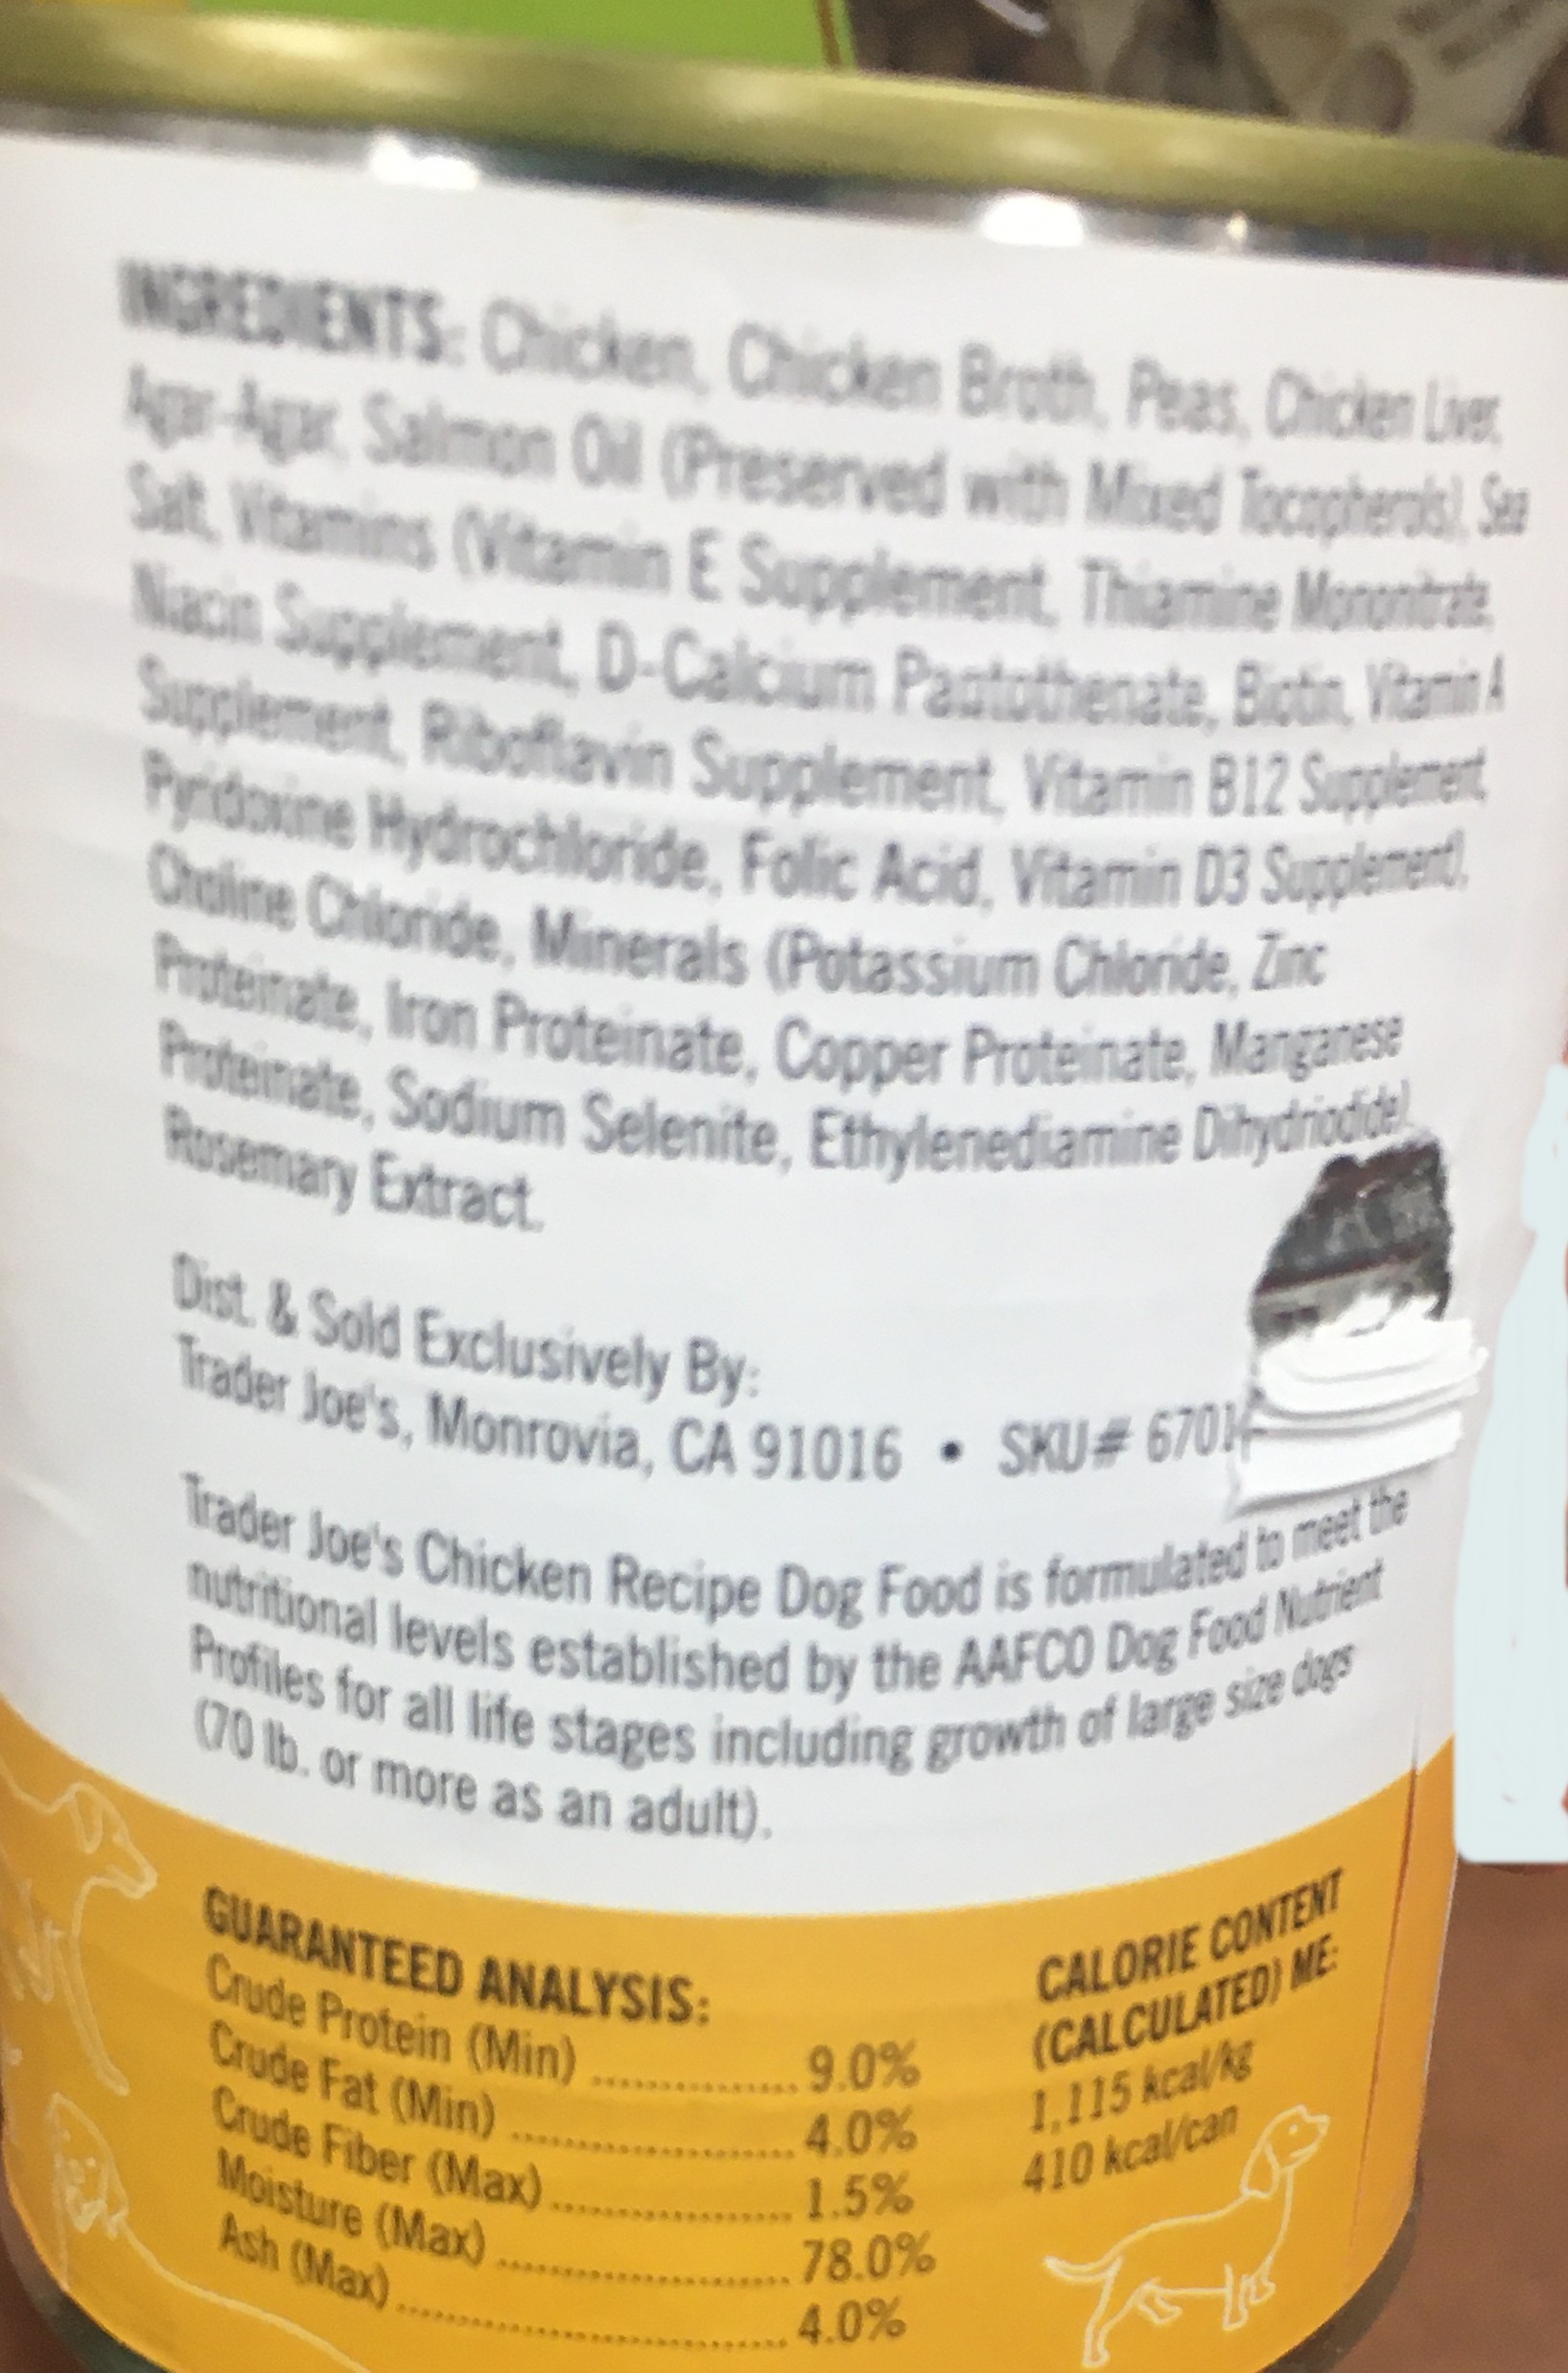 INGREDIENTS: Chicken, Chicken Broth, Peas, Chicken Liver,
Agar-Agar, Salmon Oil (Preserved with Mixed Tocopherols), Sea
Salt, Vitamins (Vitamin E Supplement, Thiamine Mononitrate,
Niacin Supplement, D-Calcium Pantothenate, Biotin, Vitamin A
Supplement, Riboflavin Supplement, Vitamin B12 Supplement,
Pyridoxine Hydrochloride, Folic Acid, Vitamin D3 Supplement),
Choline Chloride, Minerals (Potassium Chloride, Zinc
Proteinate, Iron Proteinate, Copper Proteinate, Manganese
Proteinate, Sodium Selenite, Ethylenediamine Dihydriodide),
Rosemary Extract.
Dist. & Sold Exclusively By:
Trader Joe's, Monrovia, CA 91016 • SKU#
Trader Joe's Chicken Recipe Dog Food is formulated to meet the
nutritional levels established by the AAFCO Dog Food Nutrient
Profiles for all life stages including growth of large size dogs
(70 lb. or more as an adult).
GUARANTEED ANALYSIS:
Crude Protein (Min) 9.0%
Crude Fat (Min) 4.0%
Crude Fiber (Max) 1.5%
Moisture (Max) 78.0%
Ash (Max) 4.0%
CALORIE CONTENT
(CALCULATED) ME:
1,115 kcal/kg
410 kcal/can